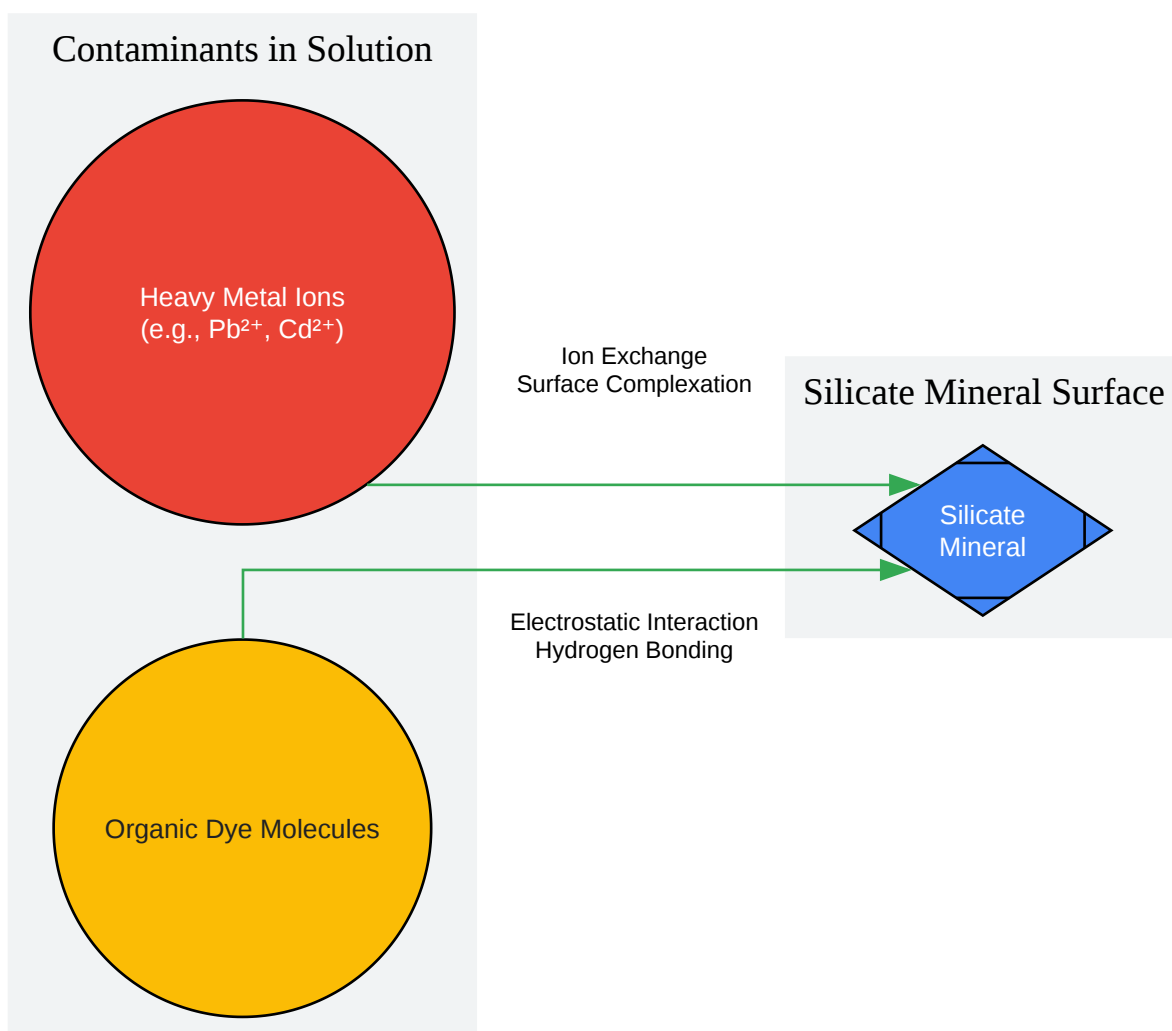 Contaminants in Solution
Heavy Metal Ions
(e.g., Pb²⁺, Cd²⁺)
Ion Exchange
Surface Complexation
Silicate Mineral Surface
Silicate
Mineral
Electrostatic Interaction
Hydrogen Bonding
Organic Dye Molecules